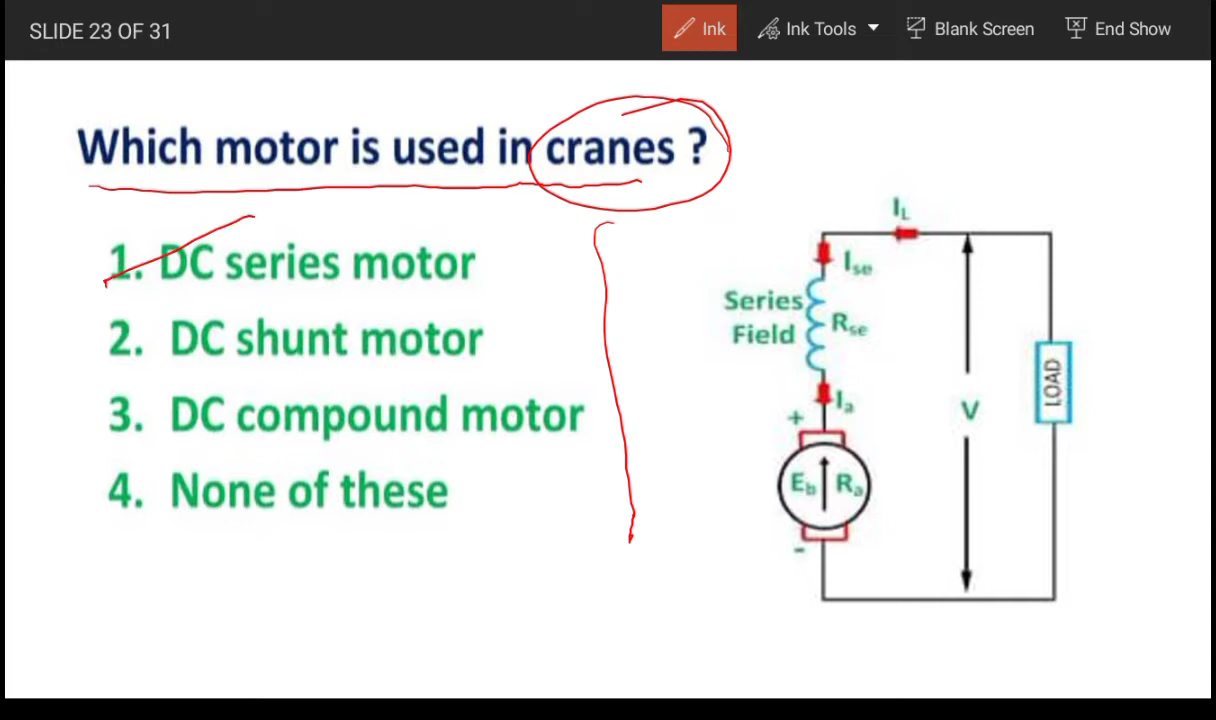 SLIDE 23 OF 31
Ink
Ink Tools
Blank Screen
End Show
Which motor is used in cranes ?
1. DC series motor
2. DC shunt motor
3. DC compound motor
4. None of these
IL
Ise
Series
Field
Rse
Ia
+
V
LOAD
Eb
Ra
-